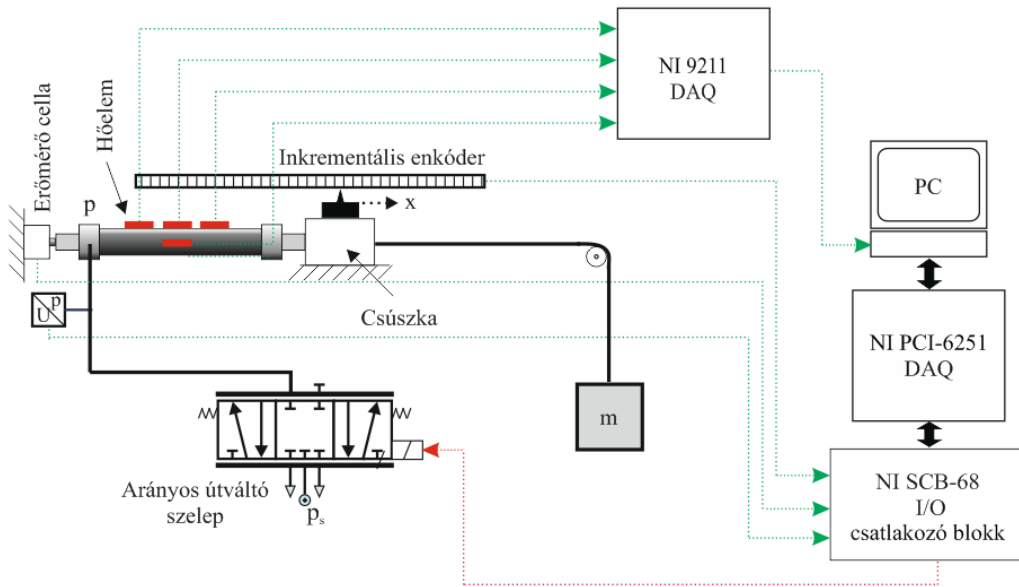 NI 9211
DAQ
Erőmérő cella
Hőelem
Inkrementális enkóder
PC
p
x
p
U
Csúszka
NI PCI-6251
DAQ
m
Arányos útváltó
szelep
pₛ
NI SCB-68
I/O
csatlakozó blokk